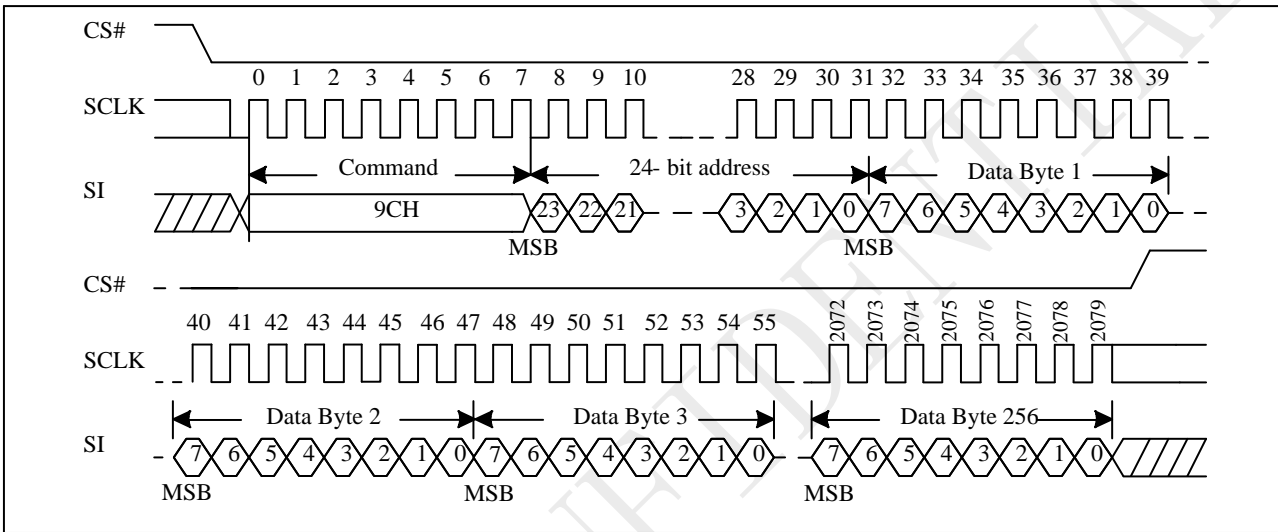 CS#
0 1 2 3 4 5 6 7 8 9 10 28 29 30 31 32 33 34 35 36 37 38 39
SCLK
Command 24- bit address Data Byte 1
SI
9CH 23 22 21 3 2 1 0 7 6 5 4 3 2 1 0
MSB MSB
CS#
40 41 42 43 44 45 46 47 48 49 50 51 52 53 54 55 2072 2073 2074 2075 2076 2077 2078 2079
SCLK
Data Byte 2 Data Byte 3 Data Byte 256
SI
7 6 5 4 3 2 1 0 7 6 5 4 3 2 1 0 7 6 5 4 3 2 1 0
MSB MSB MSB